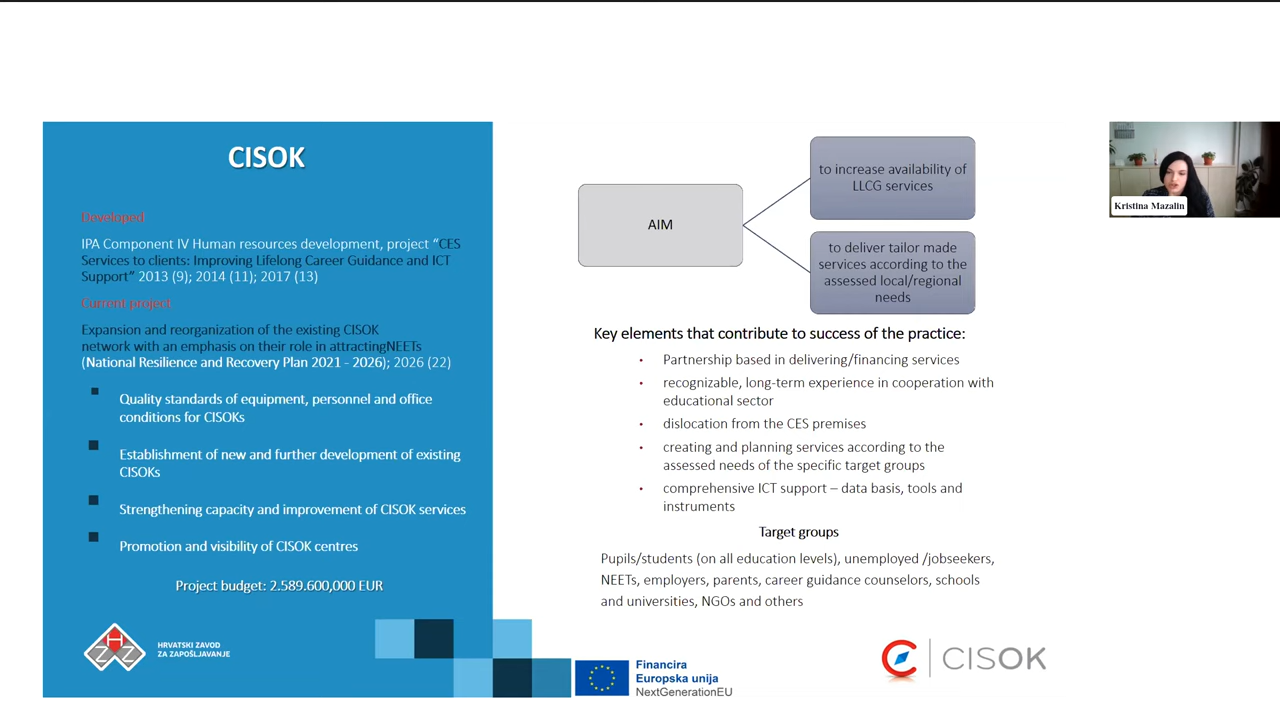 CISOK
Developed
IPA Component IV Human resources development, project “CES
Services to clients: Improving Lifelong Career Guidance and ICT
Support” 2013 (9); 2014 (11); 2017 (13)
Current project
Expansion and reorganization of the existing CISOK
network with an emphasis on their role in attractingNEETs
(National Resilience and Recovery Plan 2021 - 2026); 2026 (22)
Quality standards of equipment, personnel and office
conditions for CISOKs
Establishment of new and further development of existing
CISOKs
Strengthening capacity and improvement of CISOK services
Promotion and visibility of CISOK centres
Project budget: 2.589.600,000 EUR
HZZ
HRVATSKI ZAVOD
ZA ZAPOŠLJAVANJE
AIM
to increase availability of
LLCG services
to deliver tailor made
services according to the
assessed local/regional
needs
Key elements that contribute to success of the practice:
• Partnership based in delivering/financing services
• recognizable, long-term experience in cooperation with
educational sector
• dislocation from the CES premises
• creating and planning services according to the
assessed needs of the specific target groups
• comprehensive ICT support – data basis, tools and
instruments
Target groups
Pupils/students (on all education levels), unemployed /jobseekers,
NEETs, employers, parents, career guidance counselors, schools
and universities, NGOs and others
Financira
Europska unija
NextGenerationEU
CISOK
Kristina Mazalin